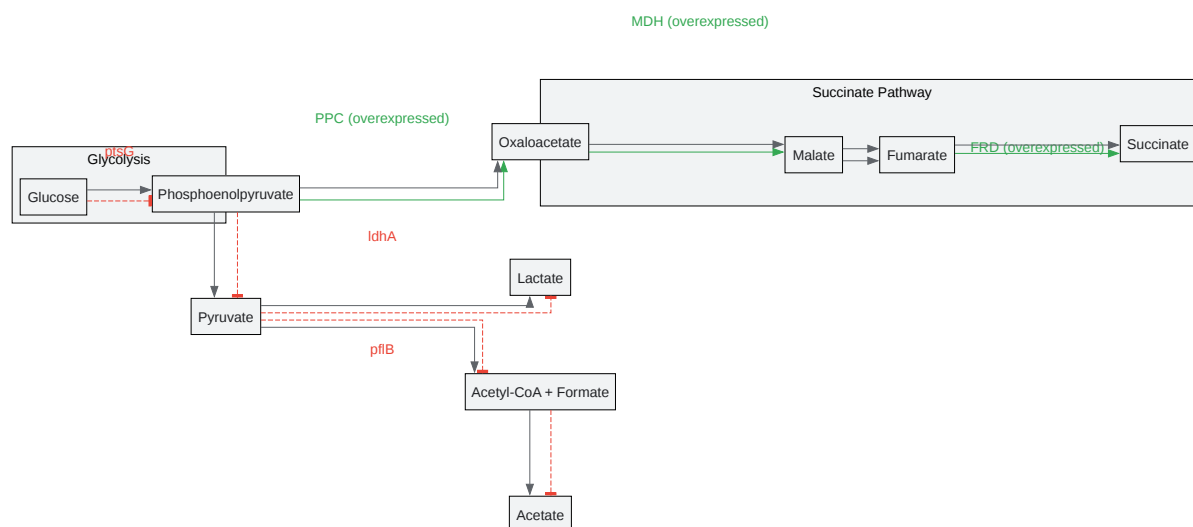 MDH (overexpressed)
Succinate Pathway
PPC (overexpressed)
Oxaloacetate
Malate
Fumarate
FRD (overexpressed)
Succinate
ptsG
Glycolysis
Glucose
Phosphoenolpyruvate
ldhA
Lactate
Pyruvate
pflB
Acetyl-CoA + Formate
Acetate